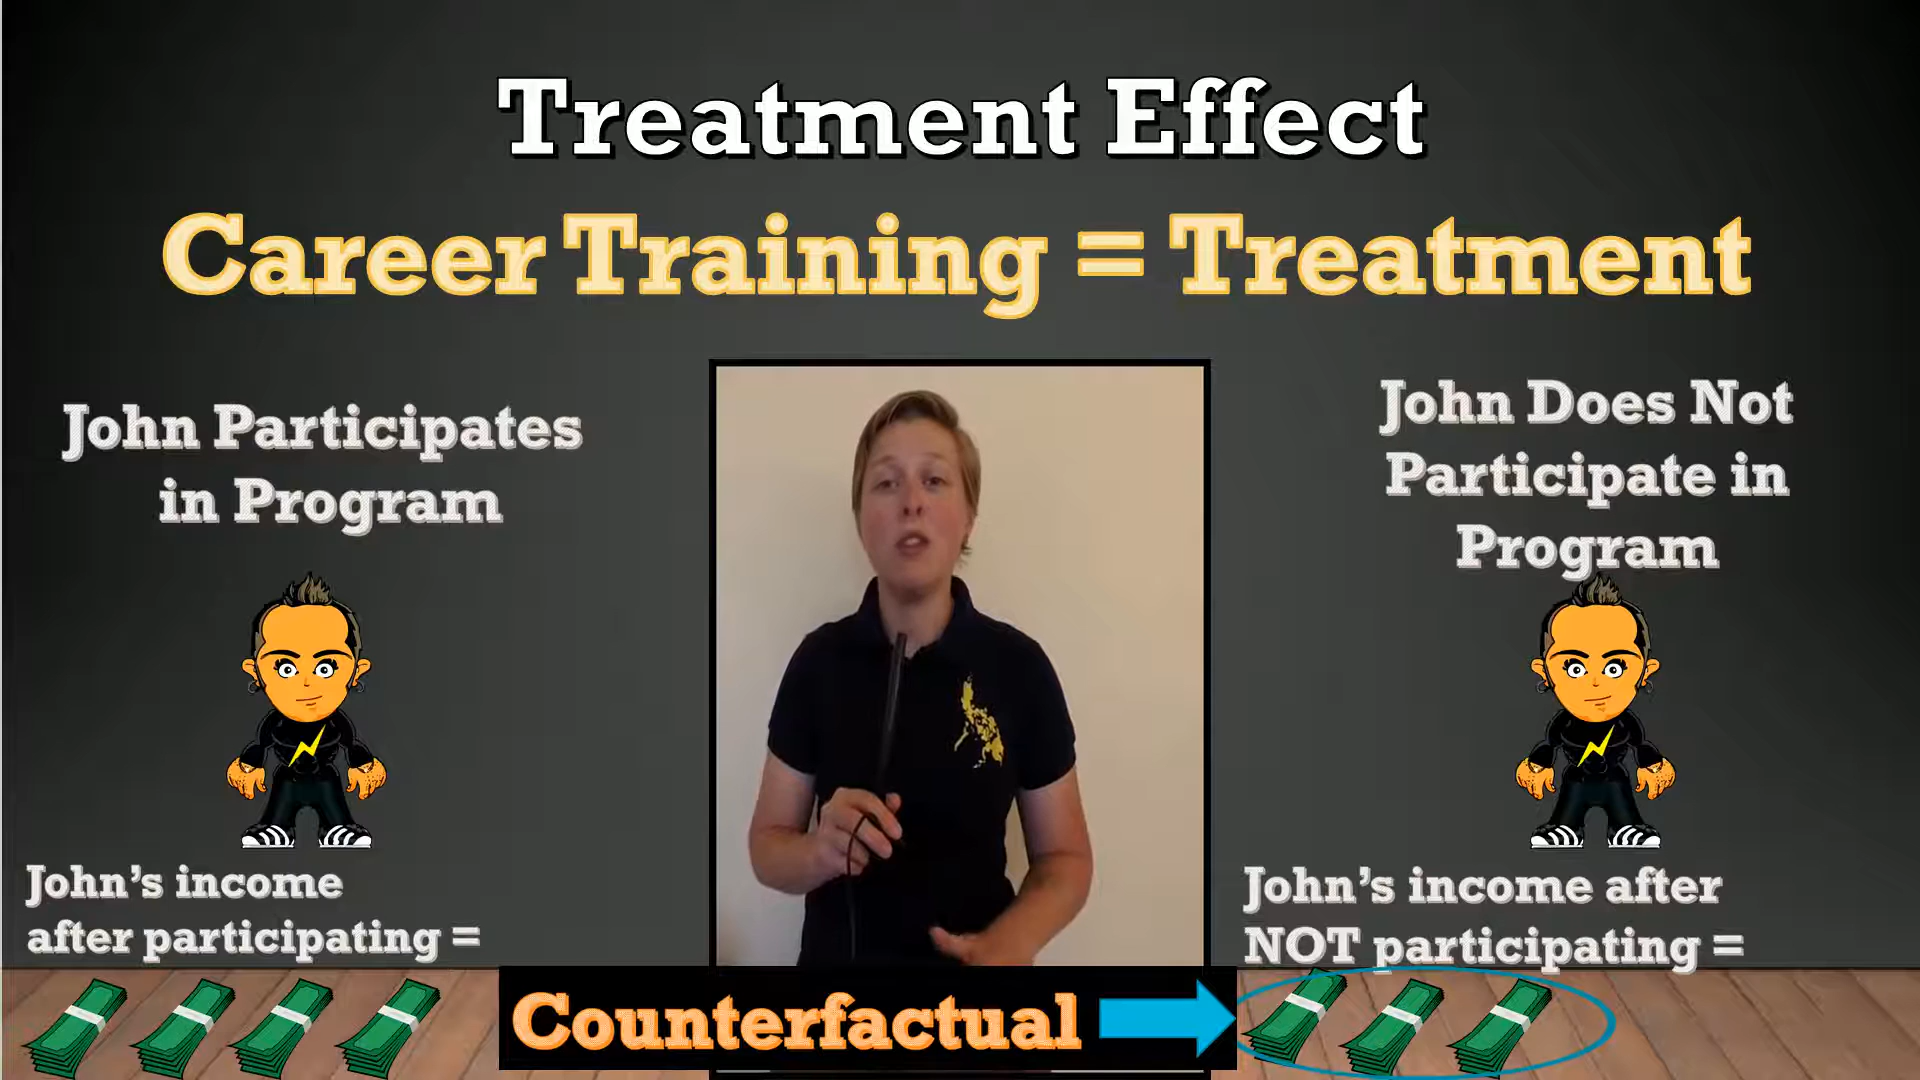 Treatment Effect
Career Training = Treatment
John Participates
in Program
John Does Not
Participate in
Program
John's income
after participating =
John's income after
NOT participating =
Counterfactual